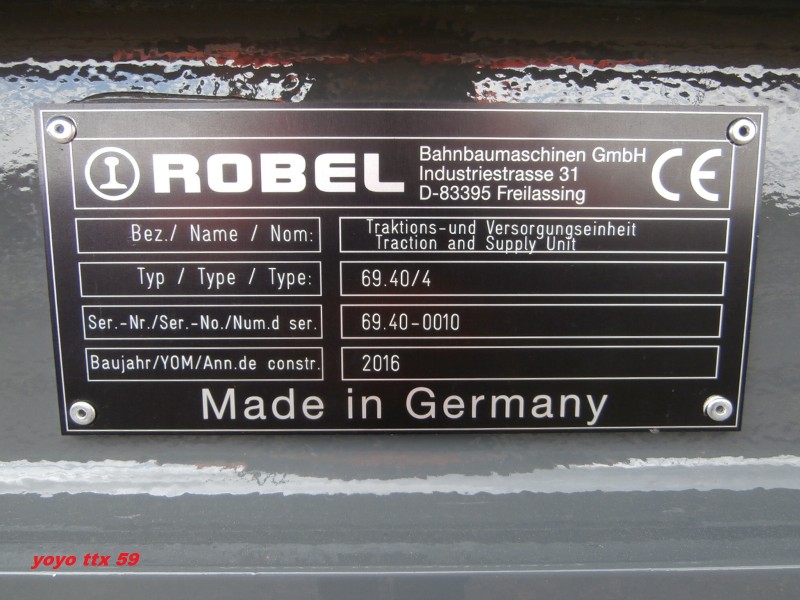 ROBEL
Bahnbaumaschinen GmbH
Industriestrasse 31
D-83395 Freilassing
CE
Bez./ Name / Nom:
Traktions-und Versorgungseinheit
Traction and Supply Unit
Typ / Type / Type:
69.40/4
Ser.-Nr./Ser.-No./Num.d ser.
69.40-0010
Baujahr/YOM/Ann.de constr.
2016
Made in Germany
yoyo ttx 59